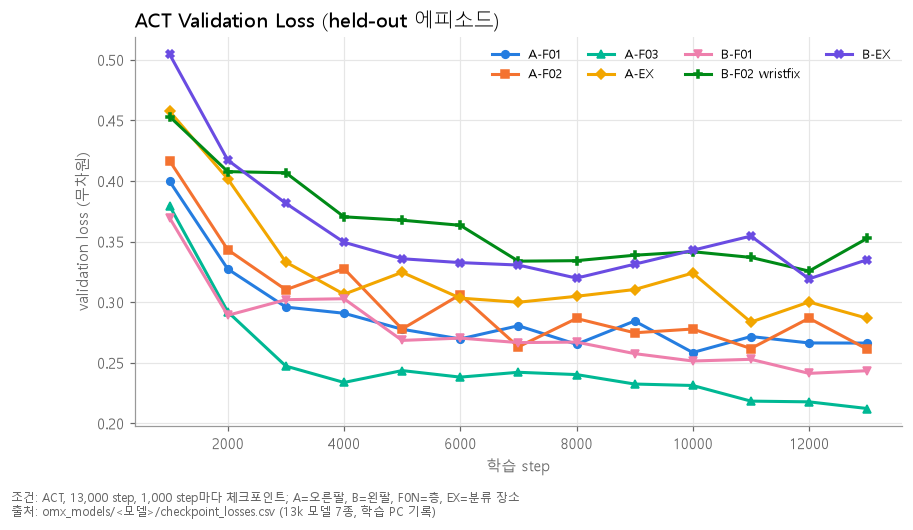 ACT Validation Loss (held-out 에피소드)
A-F01
A-F02
A-F03
A-EX
B-F01
B-F02 wristfix
B-EX
validation loss (무차원)
0.50
0.45
0.40
0.35
0.30
0.25
0.20
2000 4000 6000 8000 10000 12000
학습 step
조건: ACT, 13,000 step, 1,000 step마다 체크포인트; A=오른팔, B=왼팔, F0N=층, EX=분류 장소
출처: omx_models/<모델>/checkpoint_losses.csv (13k 모델 7종, 학습 PC 기록)